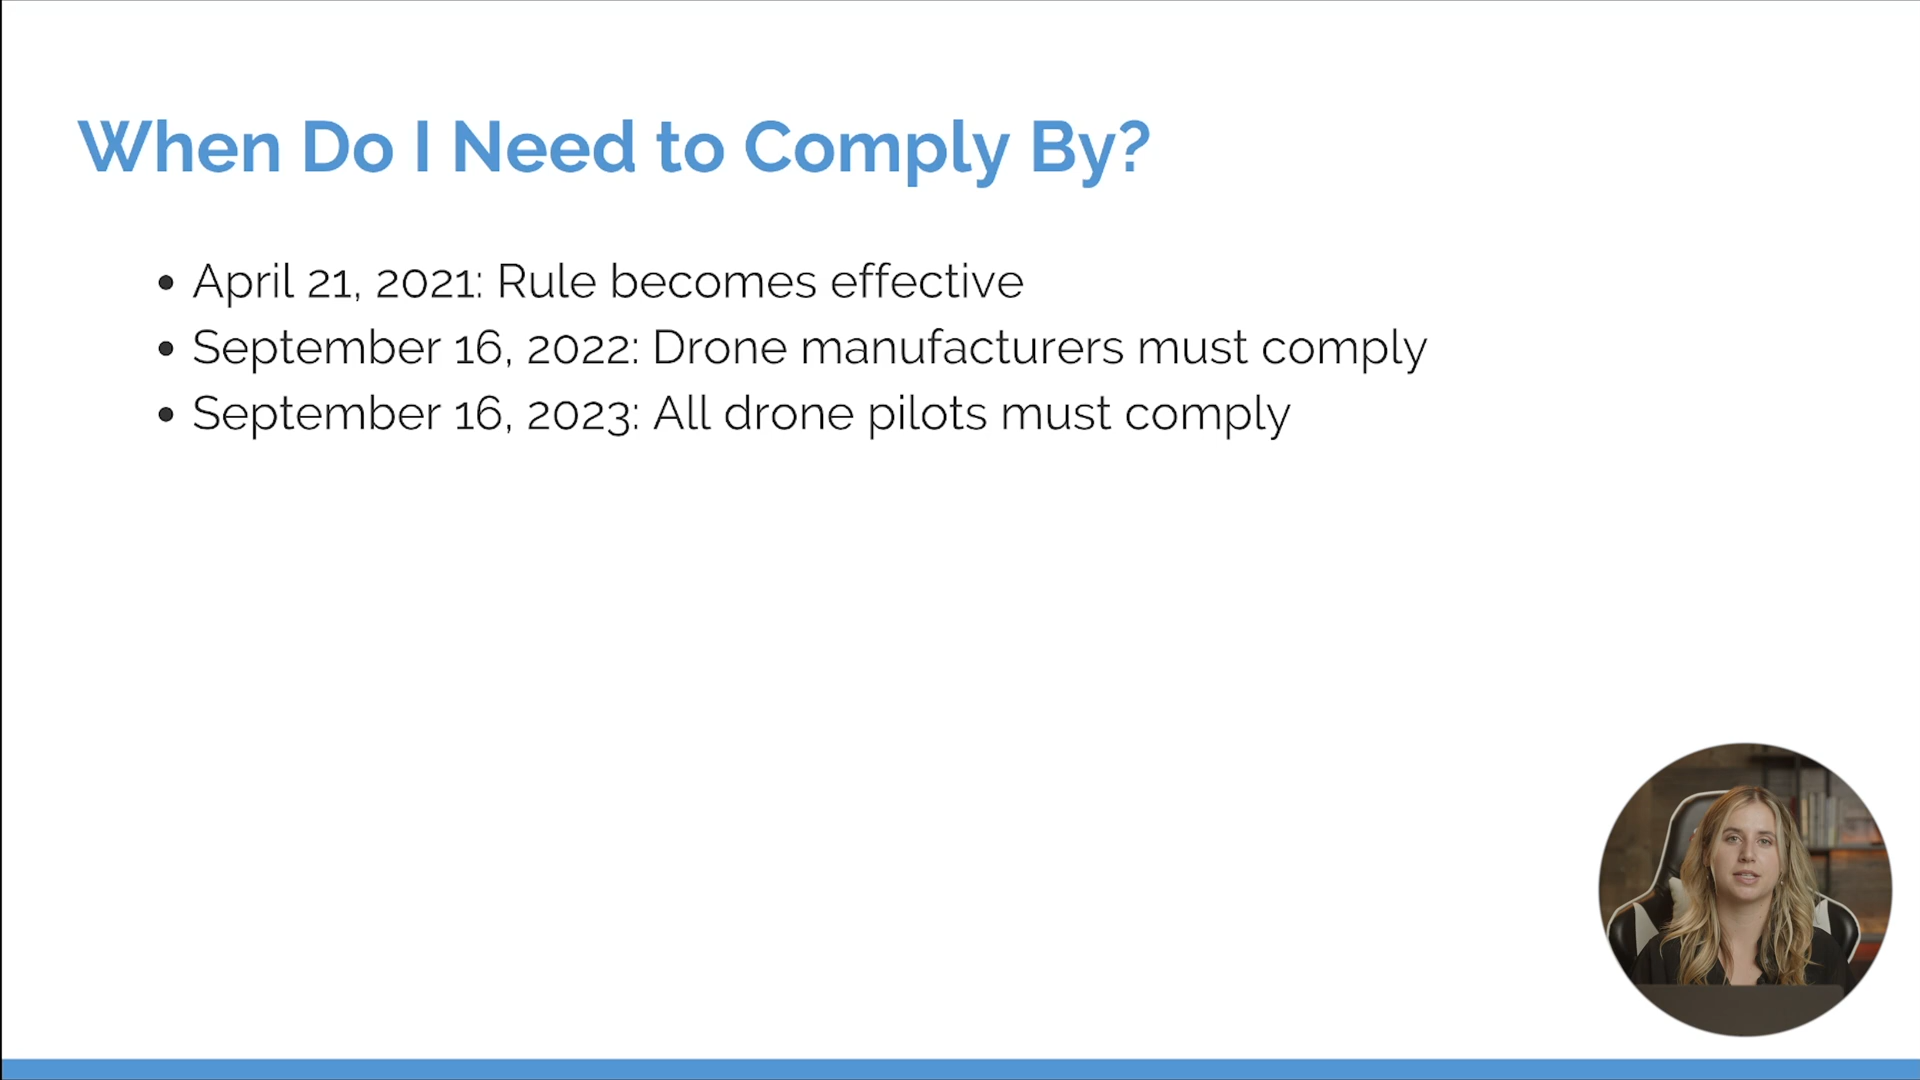 When Do I Need to Comply By?
• April 21, 2021: Rule becomes effective
• September 16, 2022: Drone manufacturers must comply
• September 16, 2023: All drone pilots must comply